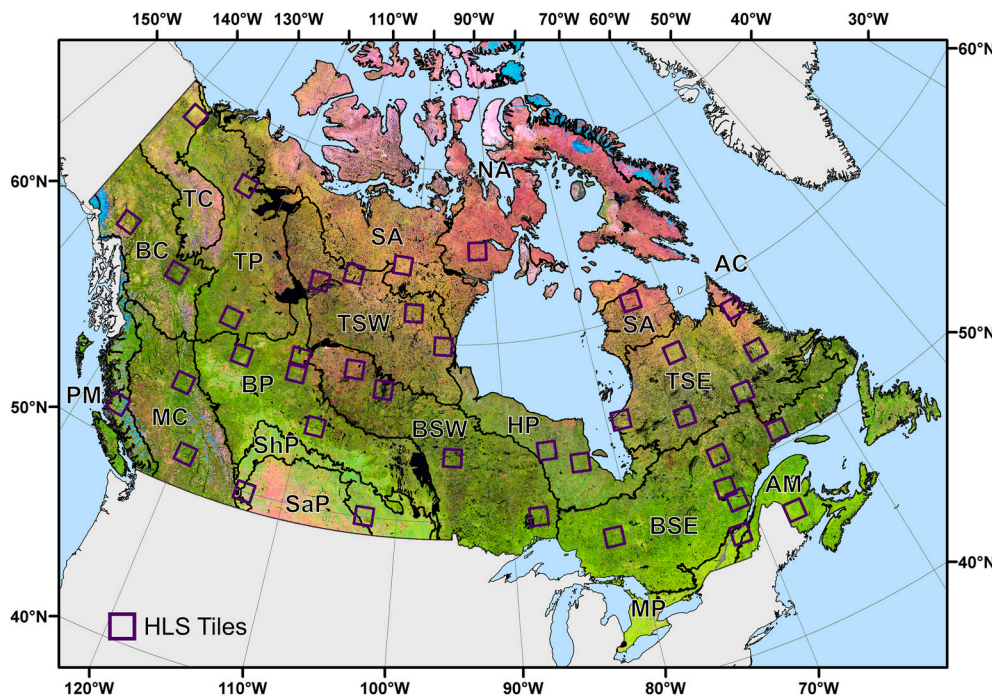 150°W 140°W 130°W 120°W 110°W 100°W 90°W 80°W 70°W 60°W 50°W 40°W 30°W
60°N
NA
60°N
TC
SA
BC
TP
AC
SA
TSW
50°N
TSE
BP
PM
50°N
MC
BSW
HP
ShP
SaP
AM
BSE
40°N
MP
40°N
HLS Tiles
120°W 110°W 100°W 90°W 80°W 70°W